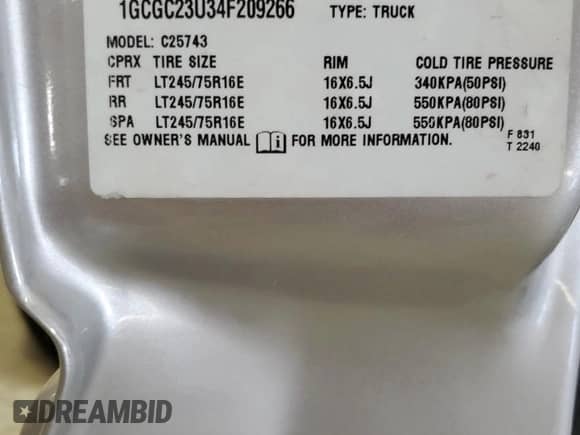 1GCGC23U34F209266 TYPE: TRUCK
MODEL: C25743
CPRX TIRE SIZE RIM COLD TIRE PRESSURE
FRT LT245/75R16E 16X6.5J 340KPA(50PSI)
RR LT245/75R16E 16X6.5J 550KPA(80PSI)
SPA LT245/75R16E 16X6.5J 550KPA(80PSI)
SEE OWNER'S MANUAL i FOR MORE INFORMATION.
F 831
T 2240
DREAMBID